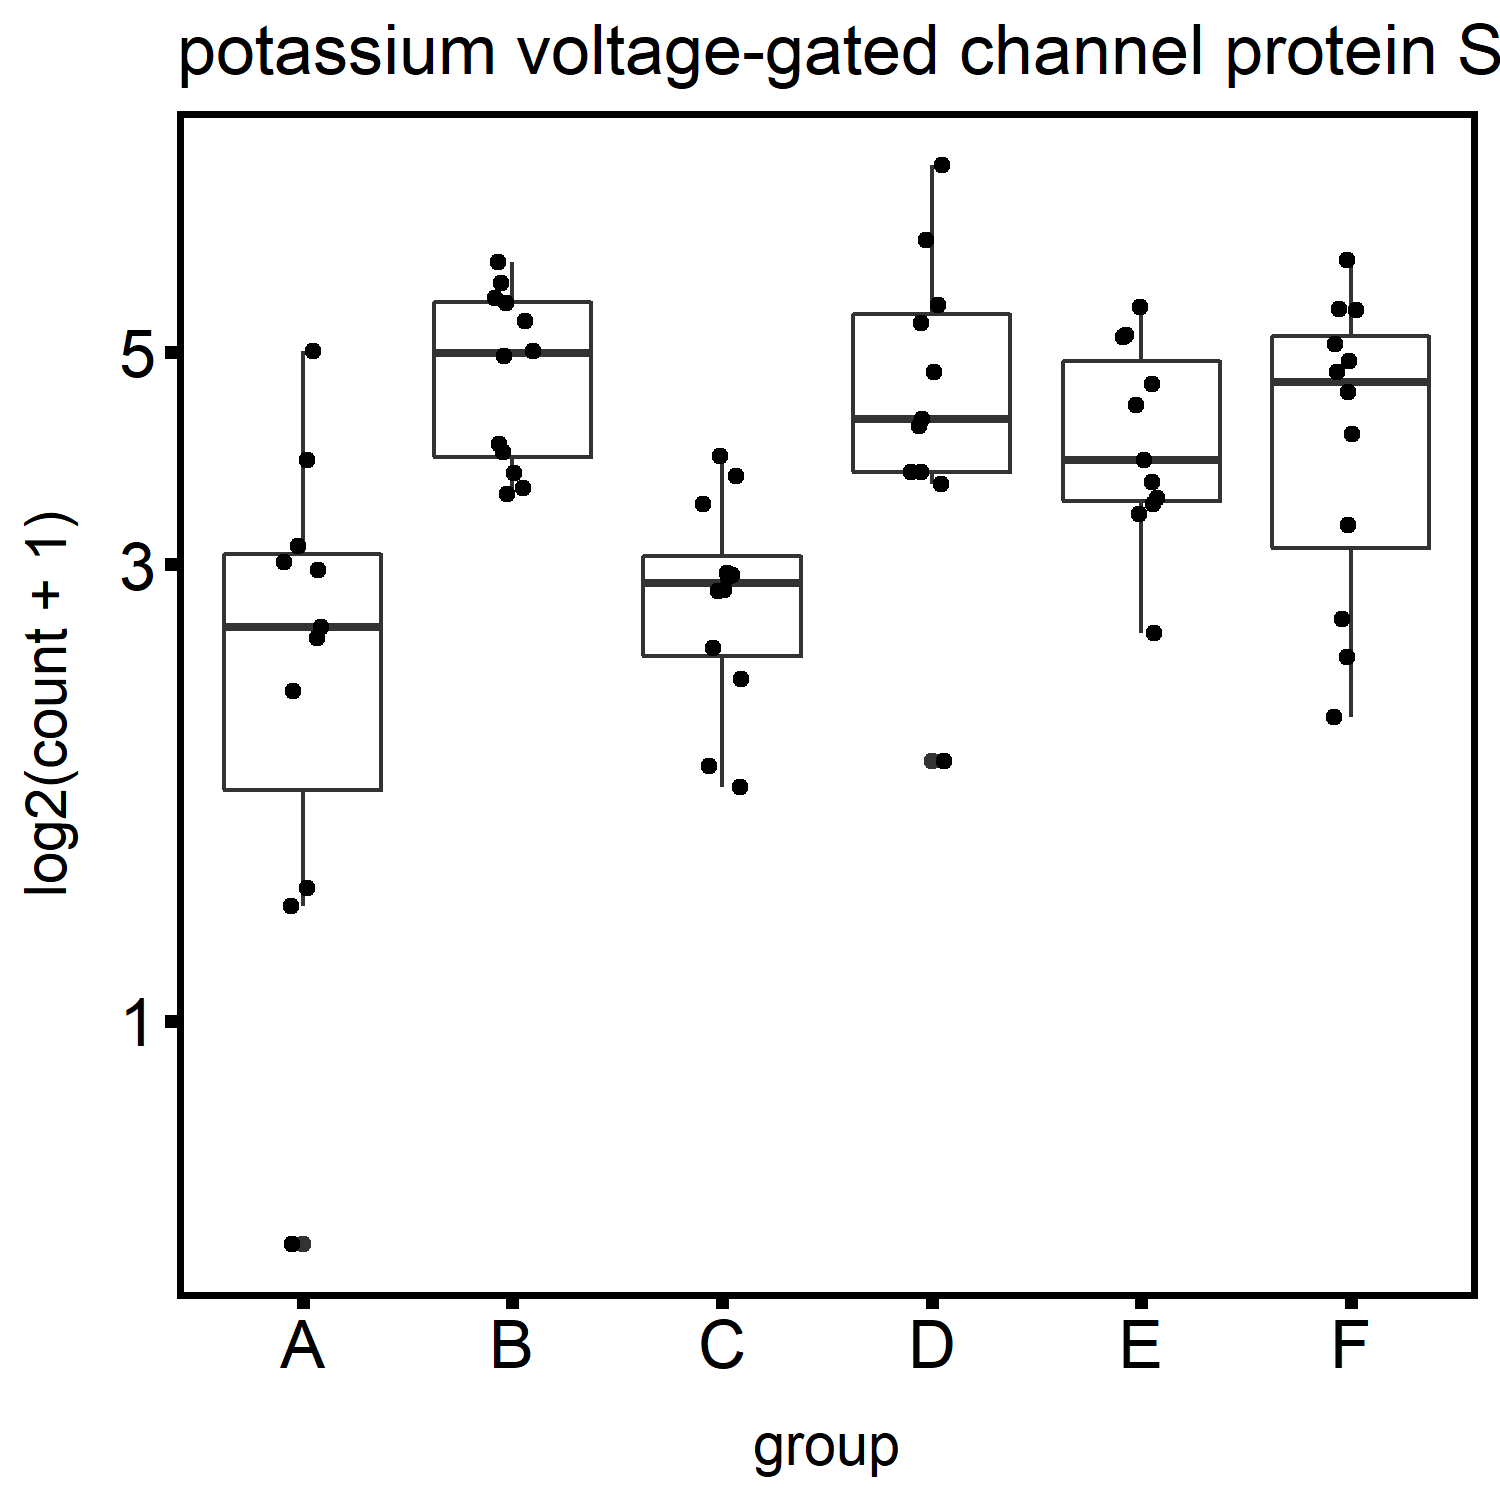 potassium voltage-gated channel protein S
log2(count + 1)
5
3
1
A B C D E F
group